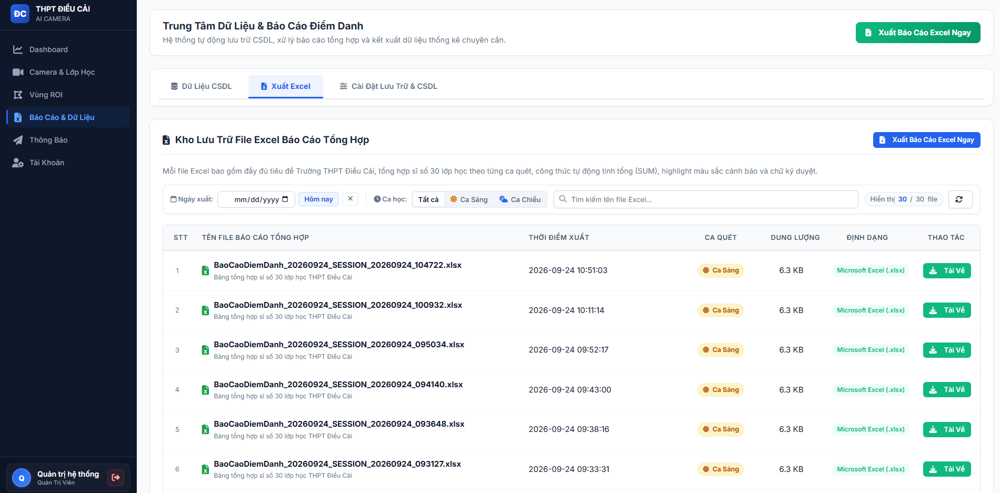 ĐC
THPT ĐIỀU CẢI
AI CAMERA
Dashboard
Camera & Lớp Học
Vùng ROI
Báo Cáo & Dữ Liệu
Thông Báo
Tài Khoản
Q
Quản trị hệ thống
Quản Trị Viên
Trung Tâm Dữ Liệu & Báo Cáo Điểm Danh
Hệ thống tự động lưu trữ CSDL, xử lý báo cáo tổng hợp và kết xuất dữ liệu thống kê chuyên cần.
Xuất Báo Cáo Excel Ngay
Dữ Liệu CSDL
Xuất Excel
Cài Đặt Lưu Trữ & CSDL
Kho Lưu Trữ File Excel Báo Cáo Tổng Hợp
Xuất Báo Cáo Excel Ngay
Mỗi file Excel bao gồm đầy đủ tiêu đề Trường THPT Điều Cải, tổng hợp sĩ số 30 lớp học theo từng ca quét, công thức tự động tính tổng (SUM), highlight màu sắc cảnh báo và chữ ký duyệt.
Ngày xuất: mm/dd/yyyy Hôm nay ✕ Ca học: Tất cả Ca Sáng Ca Chiều Tìm kiếm tên file Excel... Hiển thị 30 / 30 file
STT TÊN FILE BÁO CÁO TỔNG HỢP THỜI ĐIỂM XUẤT CA QUÉT DUNG LƯỢNG ĐỊNH DẠNG THAO TÁC
1 BaoCaoDiemDanh_20260924_SESSION_20260924_104722.xlsx 2026-09-24 10:51:03 Ca Sáng 6.3 KB Microsoft Excel (.xlsx) Tải Về
Bảng tổng hợp sĩ số 30 lớp học THPT Điều Cải
2 BaoCaoDiemDanh_20260924_SESSION_20260924_100932.xlsx 2026-09-24 10:11:14 Ca Sáng 6.3 KB Microsoft Excel (.xlsx) Tải Về
Bảng tổng hợp sĩ số 30 lớp học THPT Điều Cải
3 BaoCaoDiemDanh_20260924_SESSION_20260924_095034.xlsx 2026-09-24 09:52:17 Ca Sáng 6.3 KB Microsoft Excel (.xlsx) Tải Về
Bảng tổng hợp sĩ số 30 lớp học THPT Điều Cải
4 BaoCaoDiemDanh_20260924_SESSION_20260924_094140.xlsx 2026-09-24 09:43:00 Ca Sáng 6.3 KB Microsoft Excel (.xlsx) Tải Về
Bảng tổng hợp sĩ số 30 lớp học THPT Điều Cải
5 BaoCaoDiemDanh_20260924_SESSION_20260924_093648.xlsx 2026-09-24 09:38:16 Ca Sáng 6.3 KB Microsoft Excel (.xlsx) Tải Về
Bảng tổng hợp sĩ số 30 lớp học THPT Điều Cải
6 BaoCaoDiemDanh_20260924_SESSION_20260924_093127.xlsx 2026-09-24 09:33:31 Ca Sáng 6.3 KB Microsoft Excel (.xlsx) Tải Về
Bảng tổng hợp sĩ số 30 lớp học THPT Điều Cải